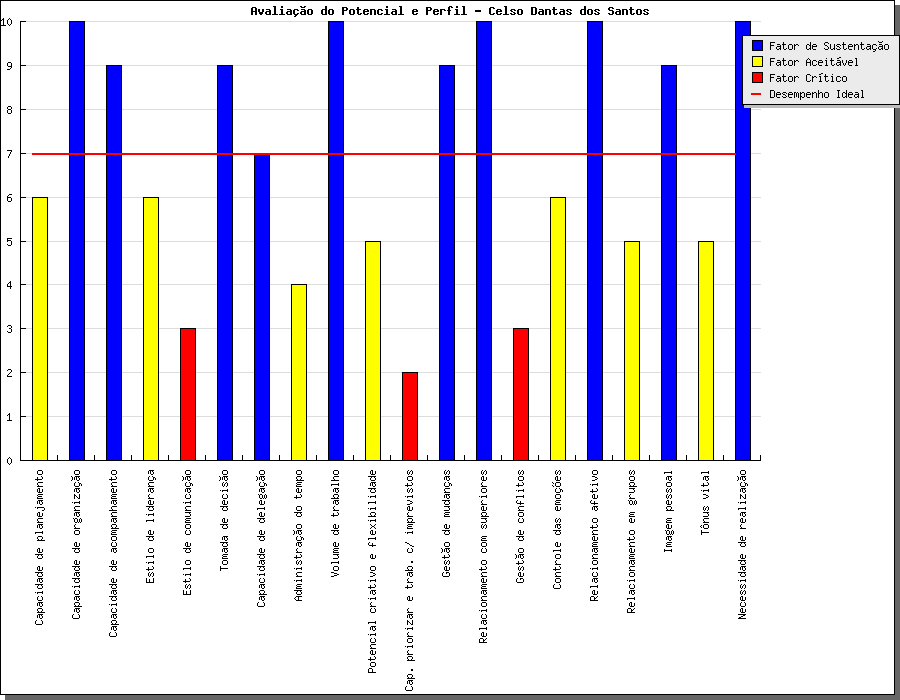 Avaliação do Potencial e Perfil - Celso Dantas dos Santos
Fator de Sustentação
Fator Aceitável
Fator Crítico
Desempenho Ideal
10
9
8
7
6
5
4
3
2
1
0
Capacidade de planejamento
Capacidade de organização
Capacidade de acompanhamento
Estilo de liderança
Estilo de comunicação
Tomada de decisão
Capacidade de delegação
Administração do tempo
Volume de trabalho
Potencial criativo e flexibilidade
Cap. priorizar e trab. c/ imprevistos
Gestão de mudanças
Relacionamento com superiores
Gestão de conflitos
Controle das emoções
Relacionamento afetivo
Relacionamento em grupos
Imagem pessoal
Tônus vital
Necessidade de realização